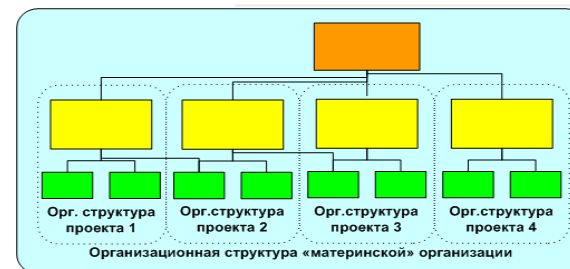 Орг. структура
проекта 1
Орг.структура
проекта 2
Орг.структура
проекта 3
Орг.структура
проекта 4
Организационная структура «материнской» организации